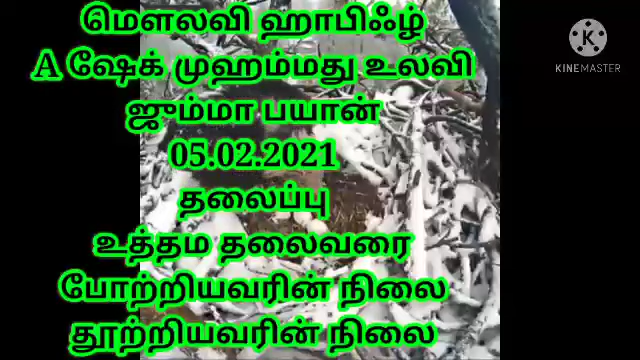 மௌலவி ஹாபிஃழ்
A ஷேக் முஹம்மது உலவி
ஜும்மா பயான்
05.02.2021
தலைப்பு
உத்தம தலைவரை
போற்றியவரின் நிலை
தூற்றியவரின் நிலை
K
KINEMASTER